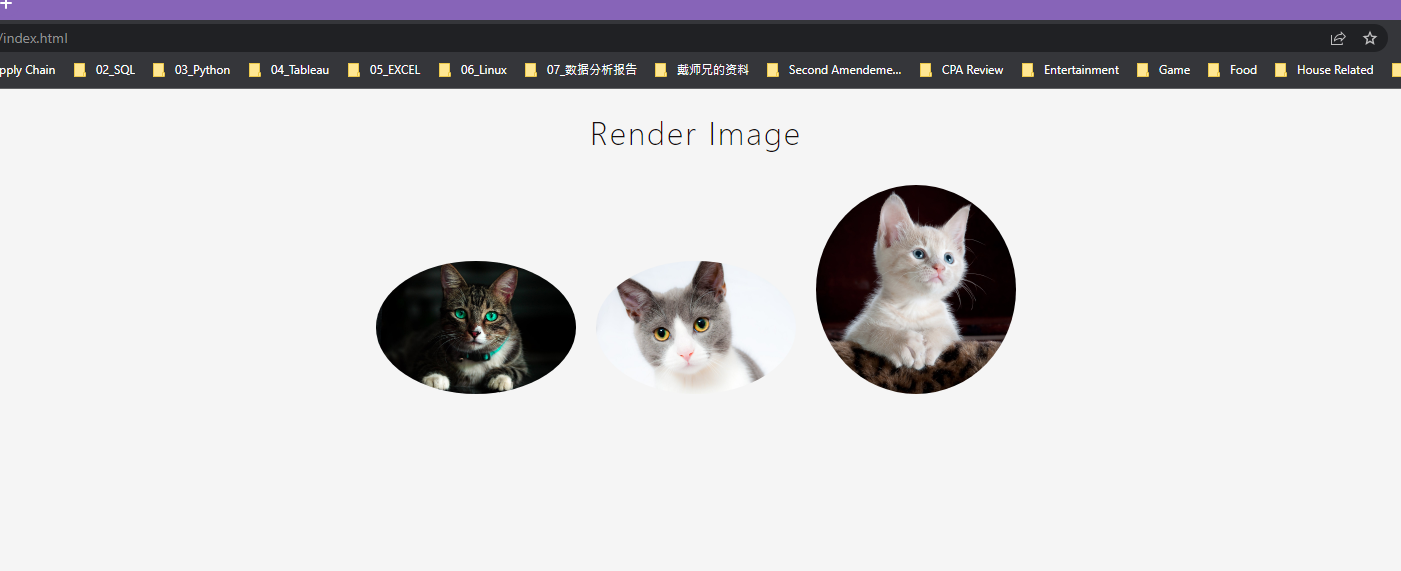 /index.html
pply Chain 02_SQL 03_Python 04_Tableau 05_EXCEL 06_Linux 07_数据分析报告 戴师兄的资料 Second Amendeme... CPA Review Entertainment Game Food House Related
Render Image